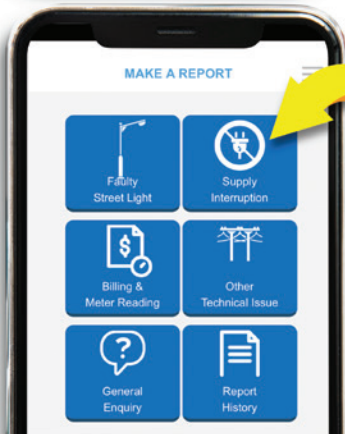 MAKE A REPORT
Faulty
Street Light
Supply
Interruption
Billing &
Meter Reading
Other
Technical Issue
General
Enquiry
Report
History